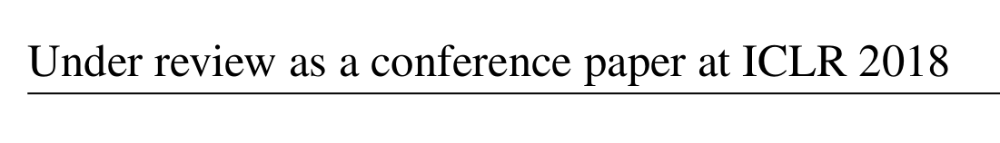 Under review as a conference paper at ICLR 2018